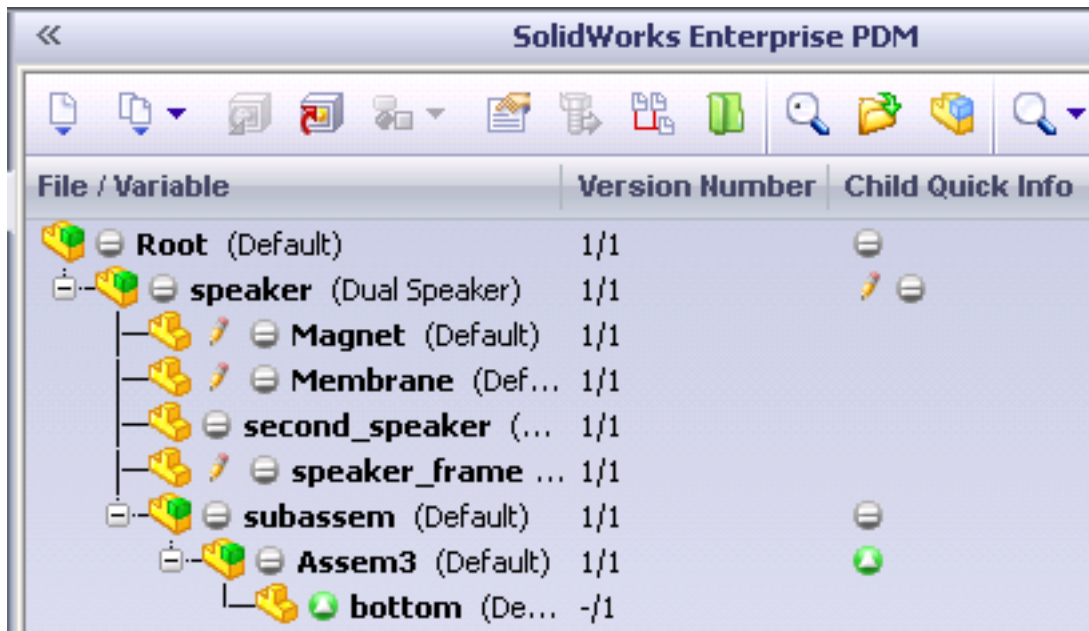 SolidWorks Enterprise PDM
File / Variable Version Number Child Quick Info
Root (Default) 1/1
speaker (Dual Speaker) 1/1
Magnet (Default) 1/1
Membrane (Def... 1/1
second_speaker (... 1/1
speaker_frame ... 1/1
subassem (Default) 1/1
Assem3 (Default) 1/1
bottom (De... -/1